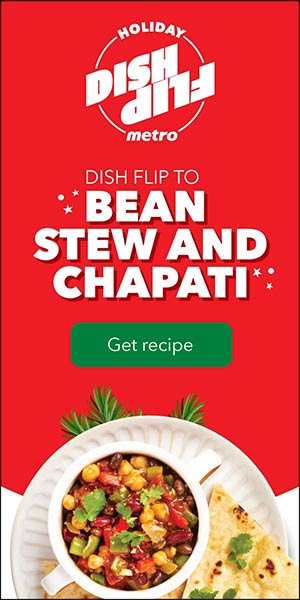 HOLIDAY
DISH
FLIP
metro
DISH FLIP TO
BEAN
STEW AND
CHAPATI
Get recipe